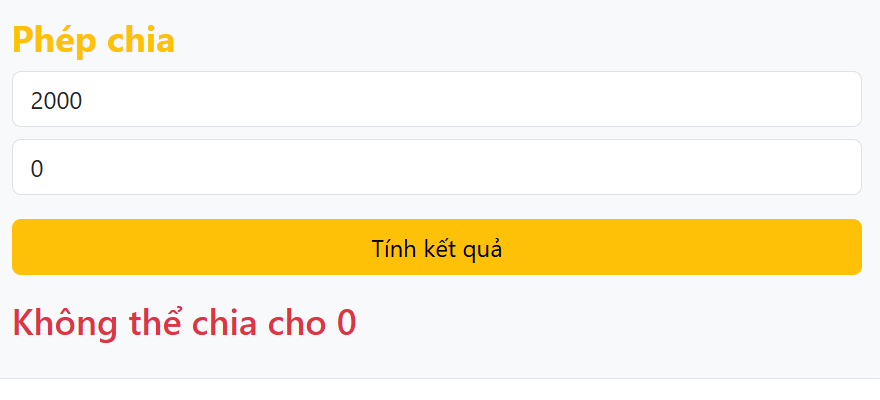 Phép chia
2000
0
Tính kết quả
Không thể chia cho 0